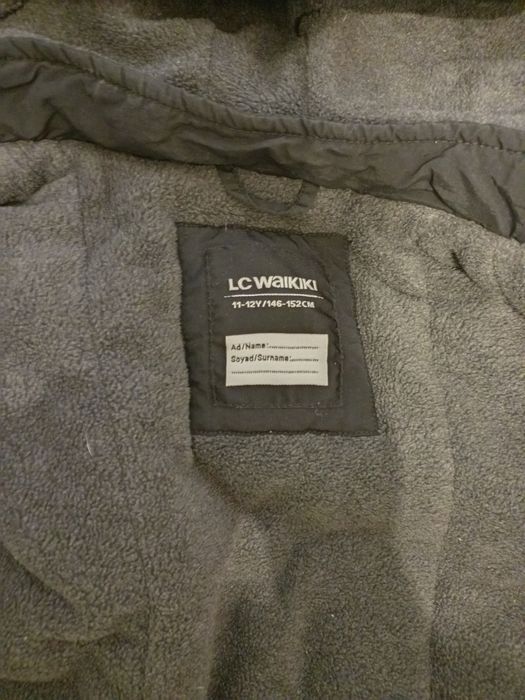 LC WAIKIKI
11-12Y/146-152CM
Ad/Name:
Soyad/Surname: